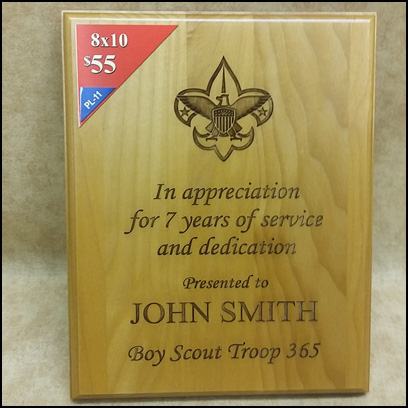 8x10
$55
PL-11
In appreciation
for 7 years of service
and dedication
Presented to
JOHN SMITH
Boy Scout Troop 365